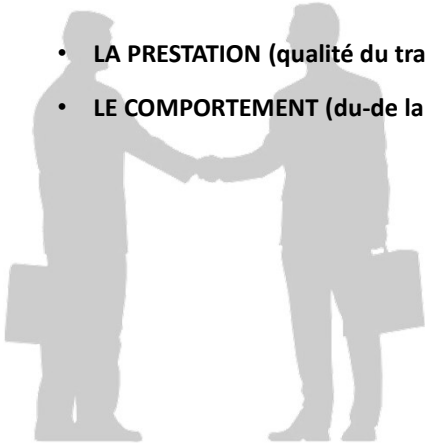 • LA PRESTATION (qualité du tra
• LE COMPORTEMENT (du-de la